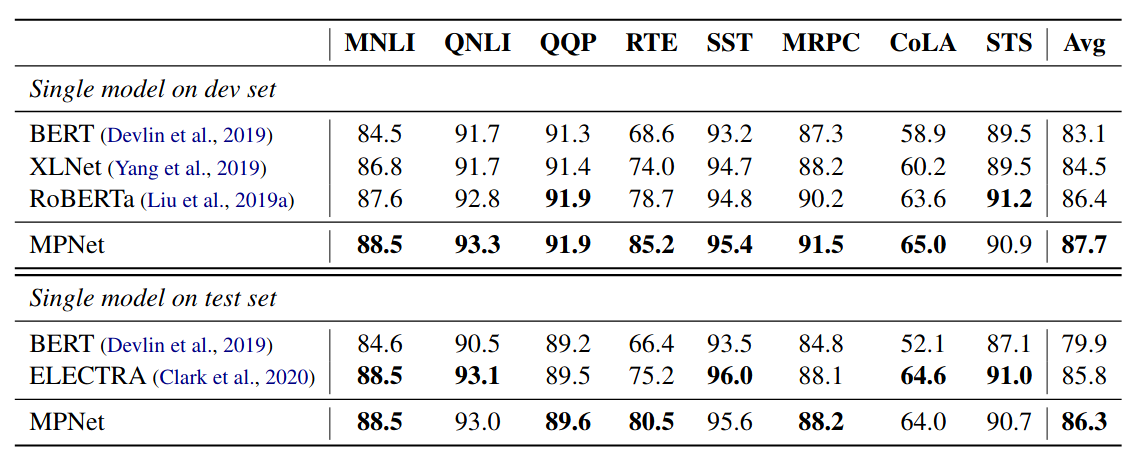 MNLI QNLI QQP RTE SST MRPC CoLA STS Avg
Single model on dev set
BERT (Devlin et al., 2019) 84.5 91.7 91.3 68.6 93.2 87.3 58.9 89.5 83.1
XLNet (Yang et al., 2019) 86.8 91.7 91.4 74.0 94.7 88.2 60.2 89.5 84.5
RoBERTa (Liu et al., 2019a) 87.6 92.8 91.9 78.7 94.8 90.2 63.6 91.2 86.4
MPNet 88.5 93.3 91.9 85.2 95.4 91.5 65.0 90.9 87.7
Single model on test set
BERT (Devlin et al., 2019) 84.6 90.5 89.2 66.4 93.5 84.8 52.1 87.1 79.9
ELECTRA (Clark et al., 2020) 88.5 93.1 89.5 75.2 96.0 88.1 64.6 91.0 85.8
MPNet 88.5 93.0 89.6 80.5 95.6 88.2 64.0 90.7 86.3